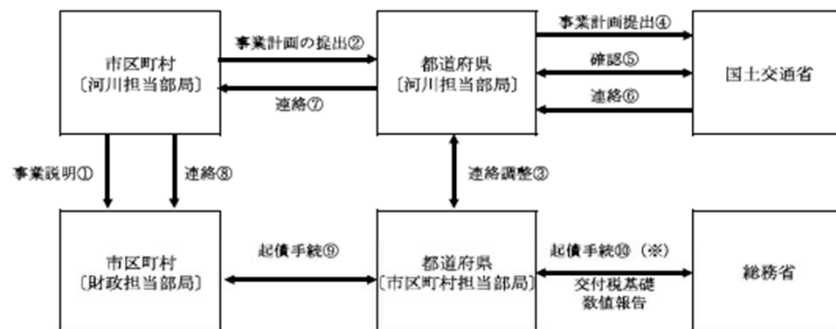 市区町村
〔河川担当部局〕
事業計画の提出②
連絡⑦
都道府県
〔河川担当部局〕
事業計画提出④
確認⑤
連絡⑥
国土交通省
事業説明①
連絡⑧
連絡調整③
市区町村
〔財政担当部局〕
起債手続⑨
都道府県
〔市区町村担当部局〕
起債手続⑩（※）
交付税基礎
数値報告
総務省